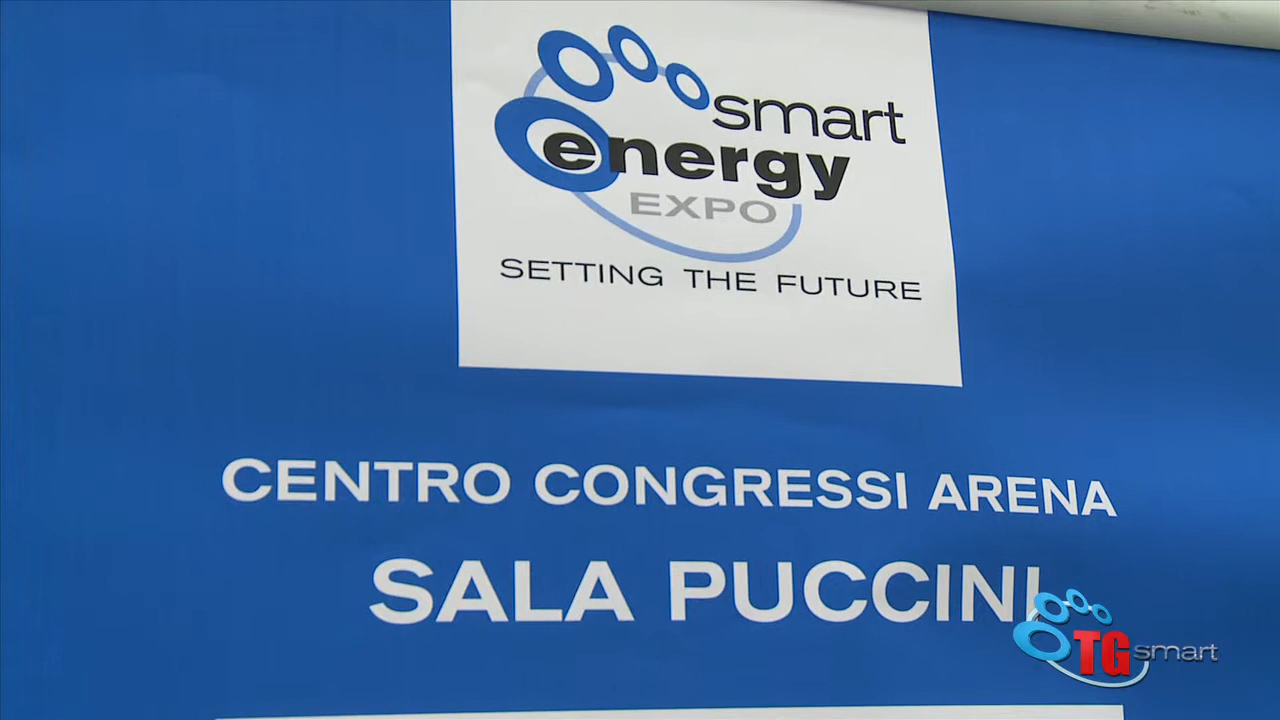 smart
energy
EXPO
SETTING THE FUTURE
CENTRO CONGRESSI ARENA
SALA PUCCINI
TG smart